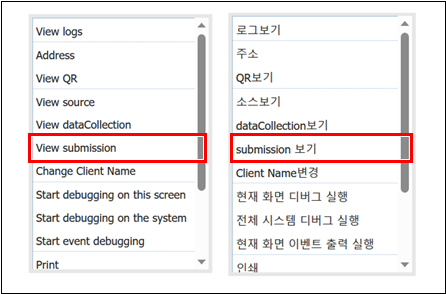 View logs
Address
View QR
View source
View dataCollection
View submission
Change Client Name
Start debugging on this screen
Start debugging on the system
Start event debugging
Print
로그보기
주소
QR보기
소스보기
dataCollection보기
submission 보기
Client Name변경
현재 화면 디버그 실행
전체 시스템 디버그 실행
현재 화면 이벤트 출력 실행
인쇄